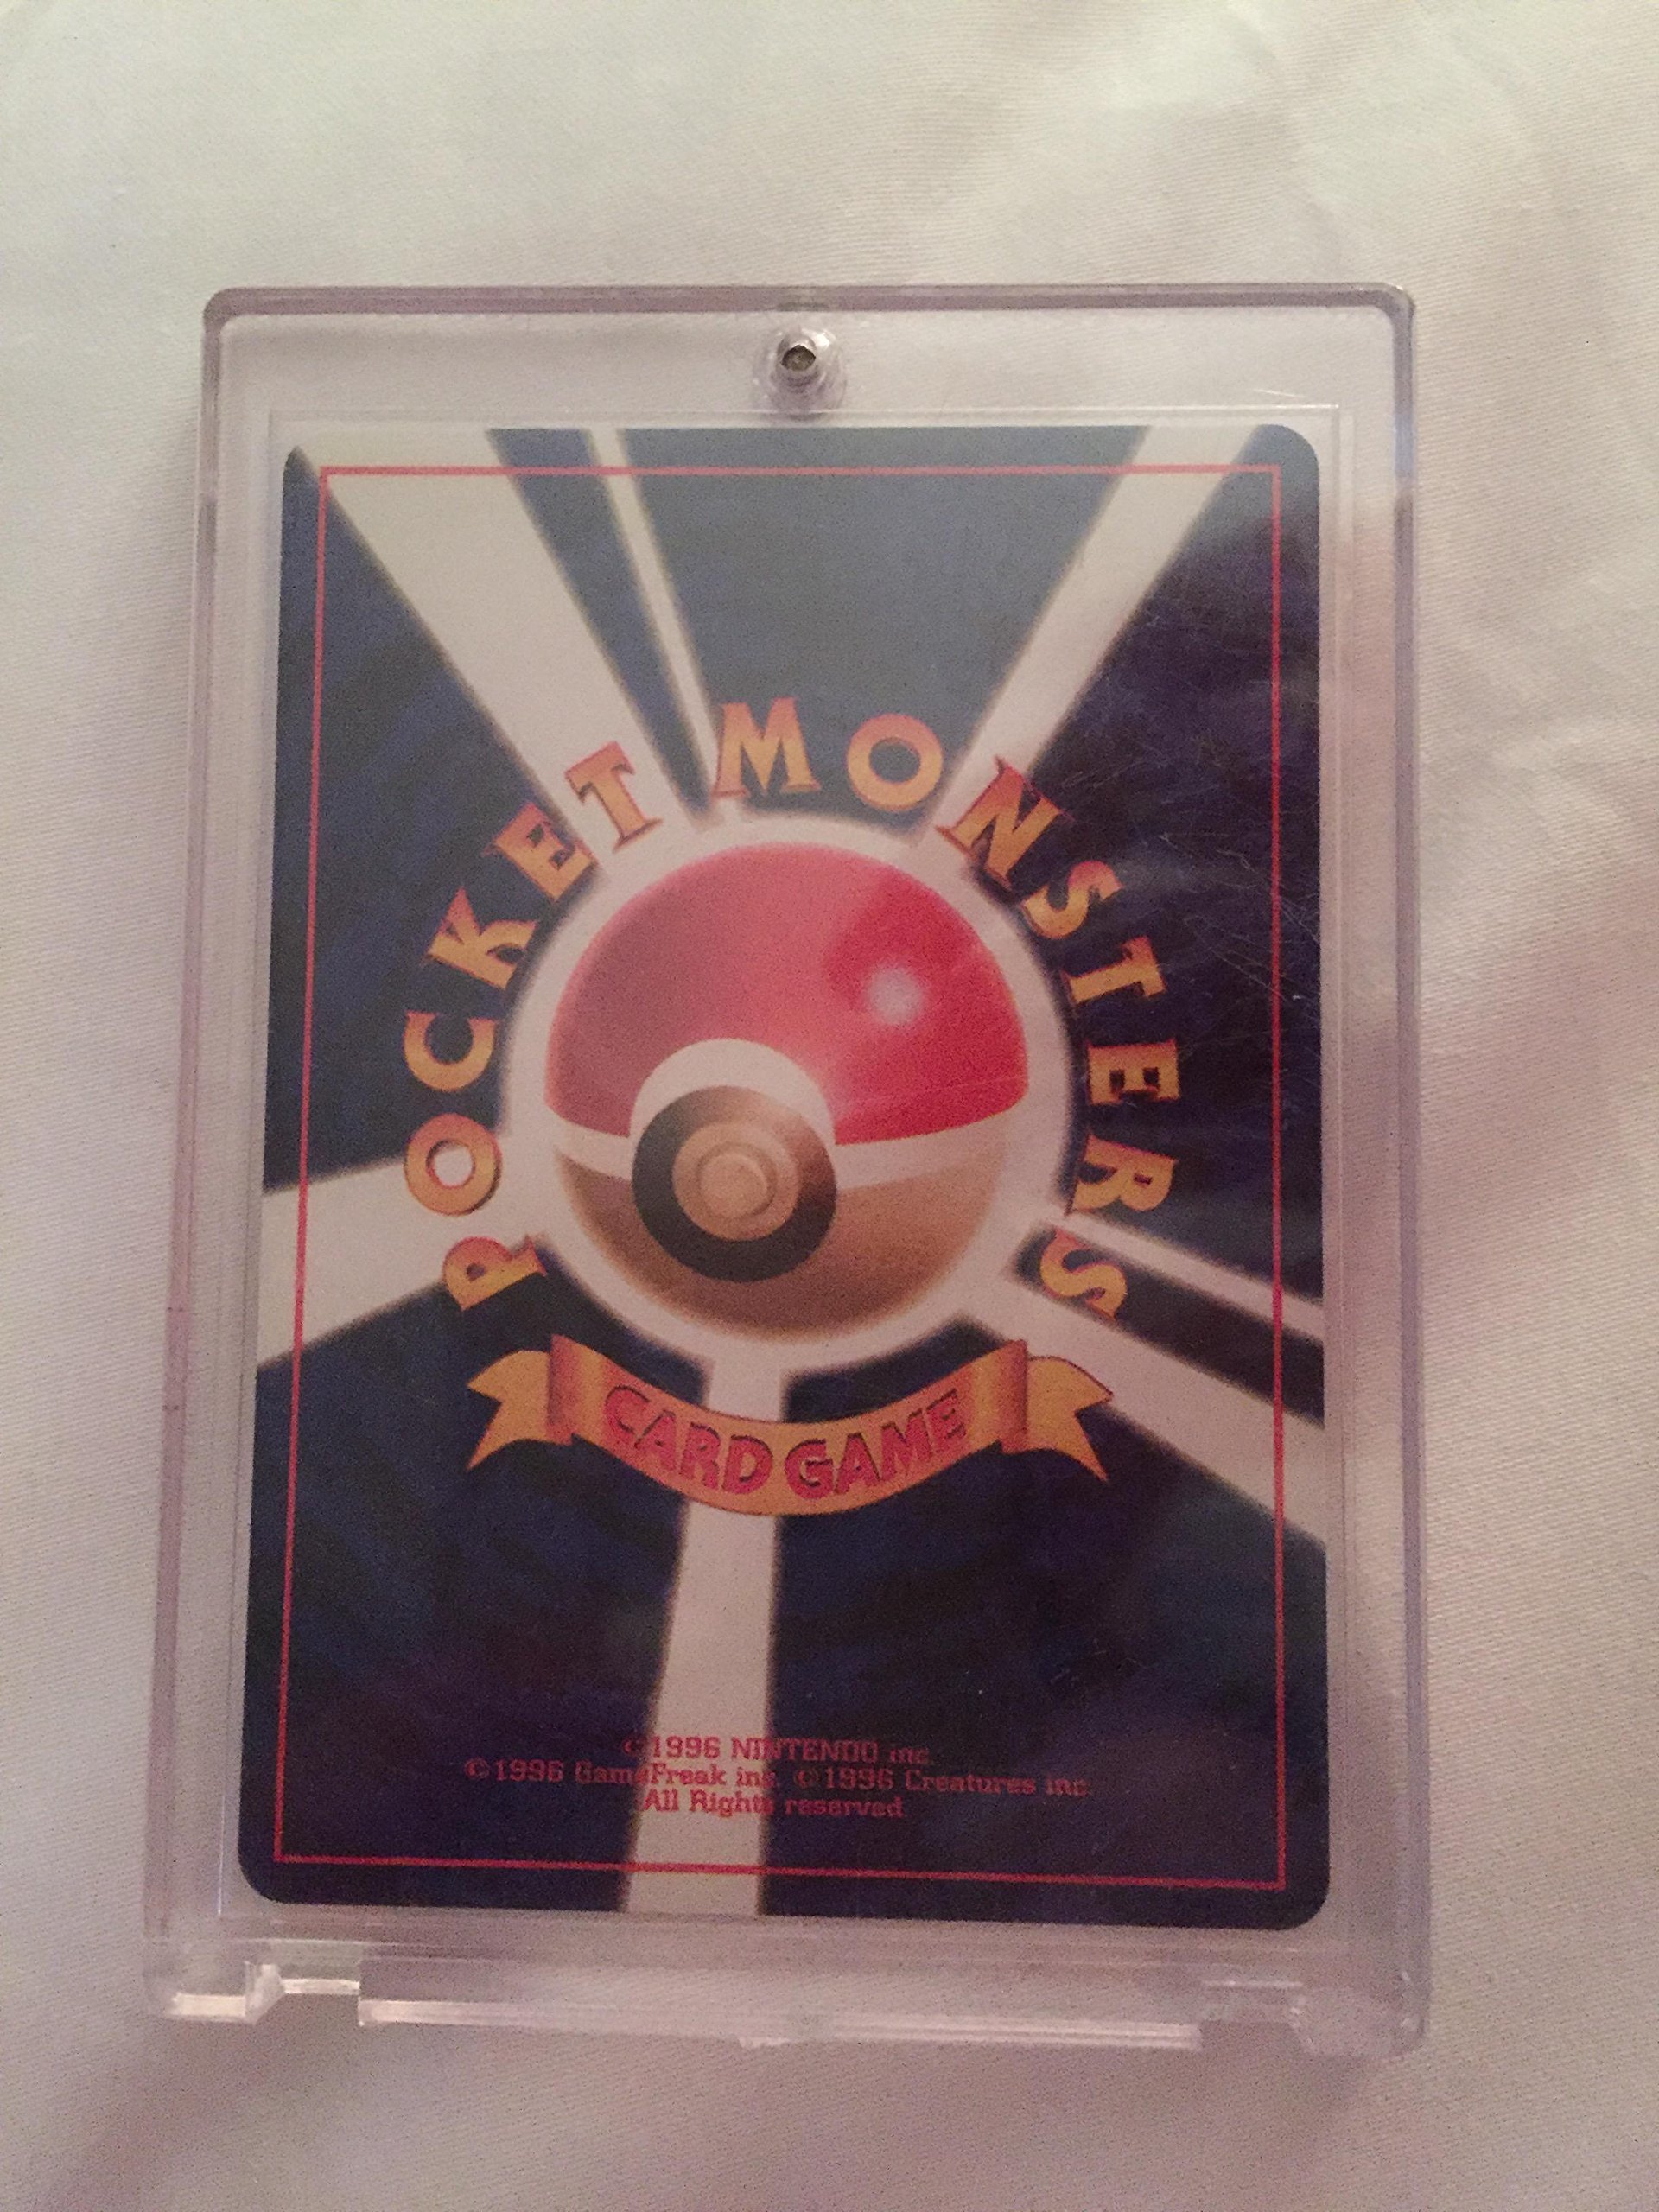 POCKET MONSTERS
CARD GAME
©1996 NINTENDO inc.
©1996 GameFreak inc. ©1996 Creatures inc.
All Rights reserved.